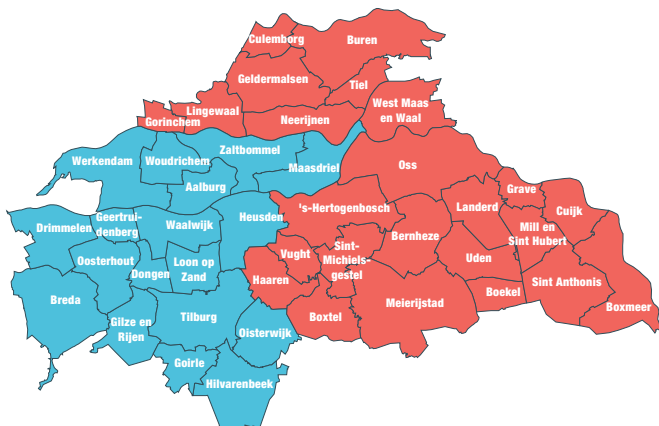 Culemborg
Buren
Geldermalsen
Tiel
West Maas
en Waal
Lingewaal
Gorinchem
Neerijnen
Werkendam
Woudrichem
Zaltbommel
Maasdriel
Aalburg
Oss
Grave
Cuijk
's-Hertogenbosch
Landerd
Mill en
Sint Hubert
Drimmelen
Geertrui-
denberg
Waalwijk
Heusden
Bernheze
Vught
Sint-
Michiels-
gestel
Uden
Oosterhout
Dongen
Loon op
Zand
Haaren
Sint Anthonis
Boekel
Breda
Meierijstad
Boxmeer
Boxtel
Gilze en
Rijen
Tilburg
Oisterwijk
Goirle
Hilvarenbeek